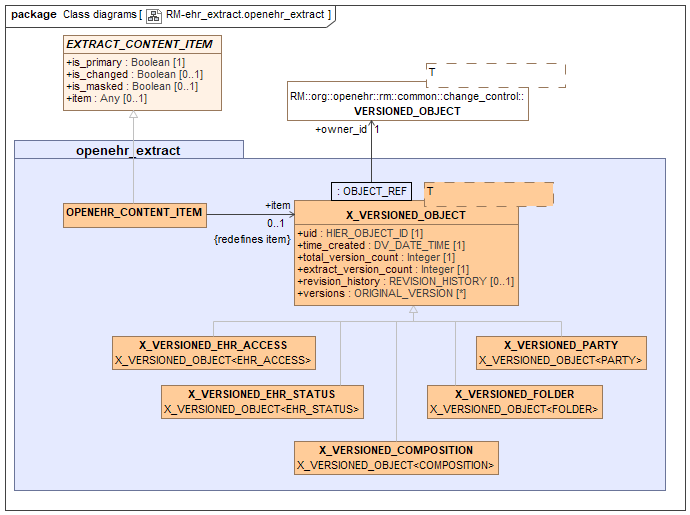 package Class diagrams [ RM-ehr_extract.openehr_extract ]
EXTRACT_CONTENT_ITEM
+is_primary : Boolean [1]
+is_changed : Boolean [0..1]
+is_masked : Boolean [0..1]
+item : Any [0..1]
T
RM::org::openehr::rm::common::change_control::
VERSIONED_OBJECT
+owner_id 1
openehr_extract
: OBJECT_REF
T
OPENEHR_CONTENT_ITEM
+item
0..1
{redefines item}
X_VERSIONED_OBJECT
+uid : HIER_OBJECT_ID [1]
+time_created : DV_DATE_TIME [1]
+total_version_count : Integer [1]
+extract_version_count : Integer [1]
+revision_history : REVISION_HISTORY [0..1]
+versions : ORIGINAL_VERSION [*]
X_VERSIONED_EHR_ACCESS
X_VERSIONED_OBJECT<EHR_ACCESS>
X_VERSIONED_PARTY
X_VERSIONED_OBJECT<PARTY>
X_VERSIONED_EHR_STATUS
X_VERSIONED_OBJECT<EHR_STATUS>
X_VERSIONED_FOLDER
X_VERSIONED_OBJECT<FOLDER>
X_VERSIONED_COMPOSITION
X_VERSIONED_OBJECT<COMPOSITION>